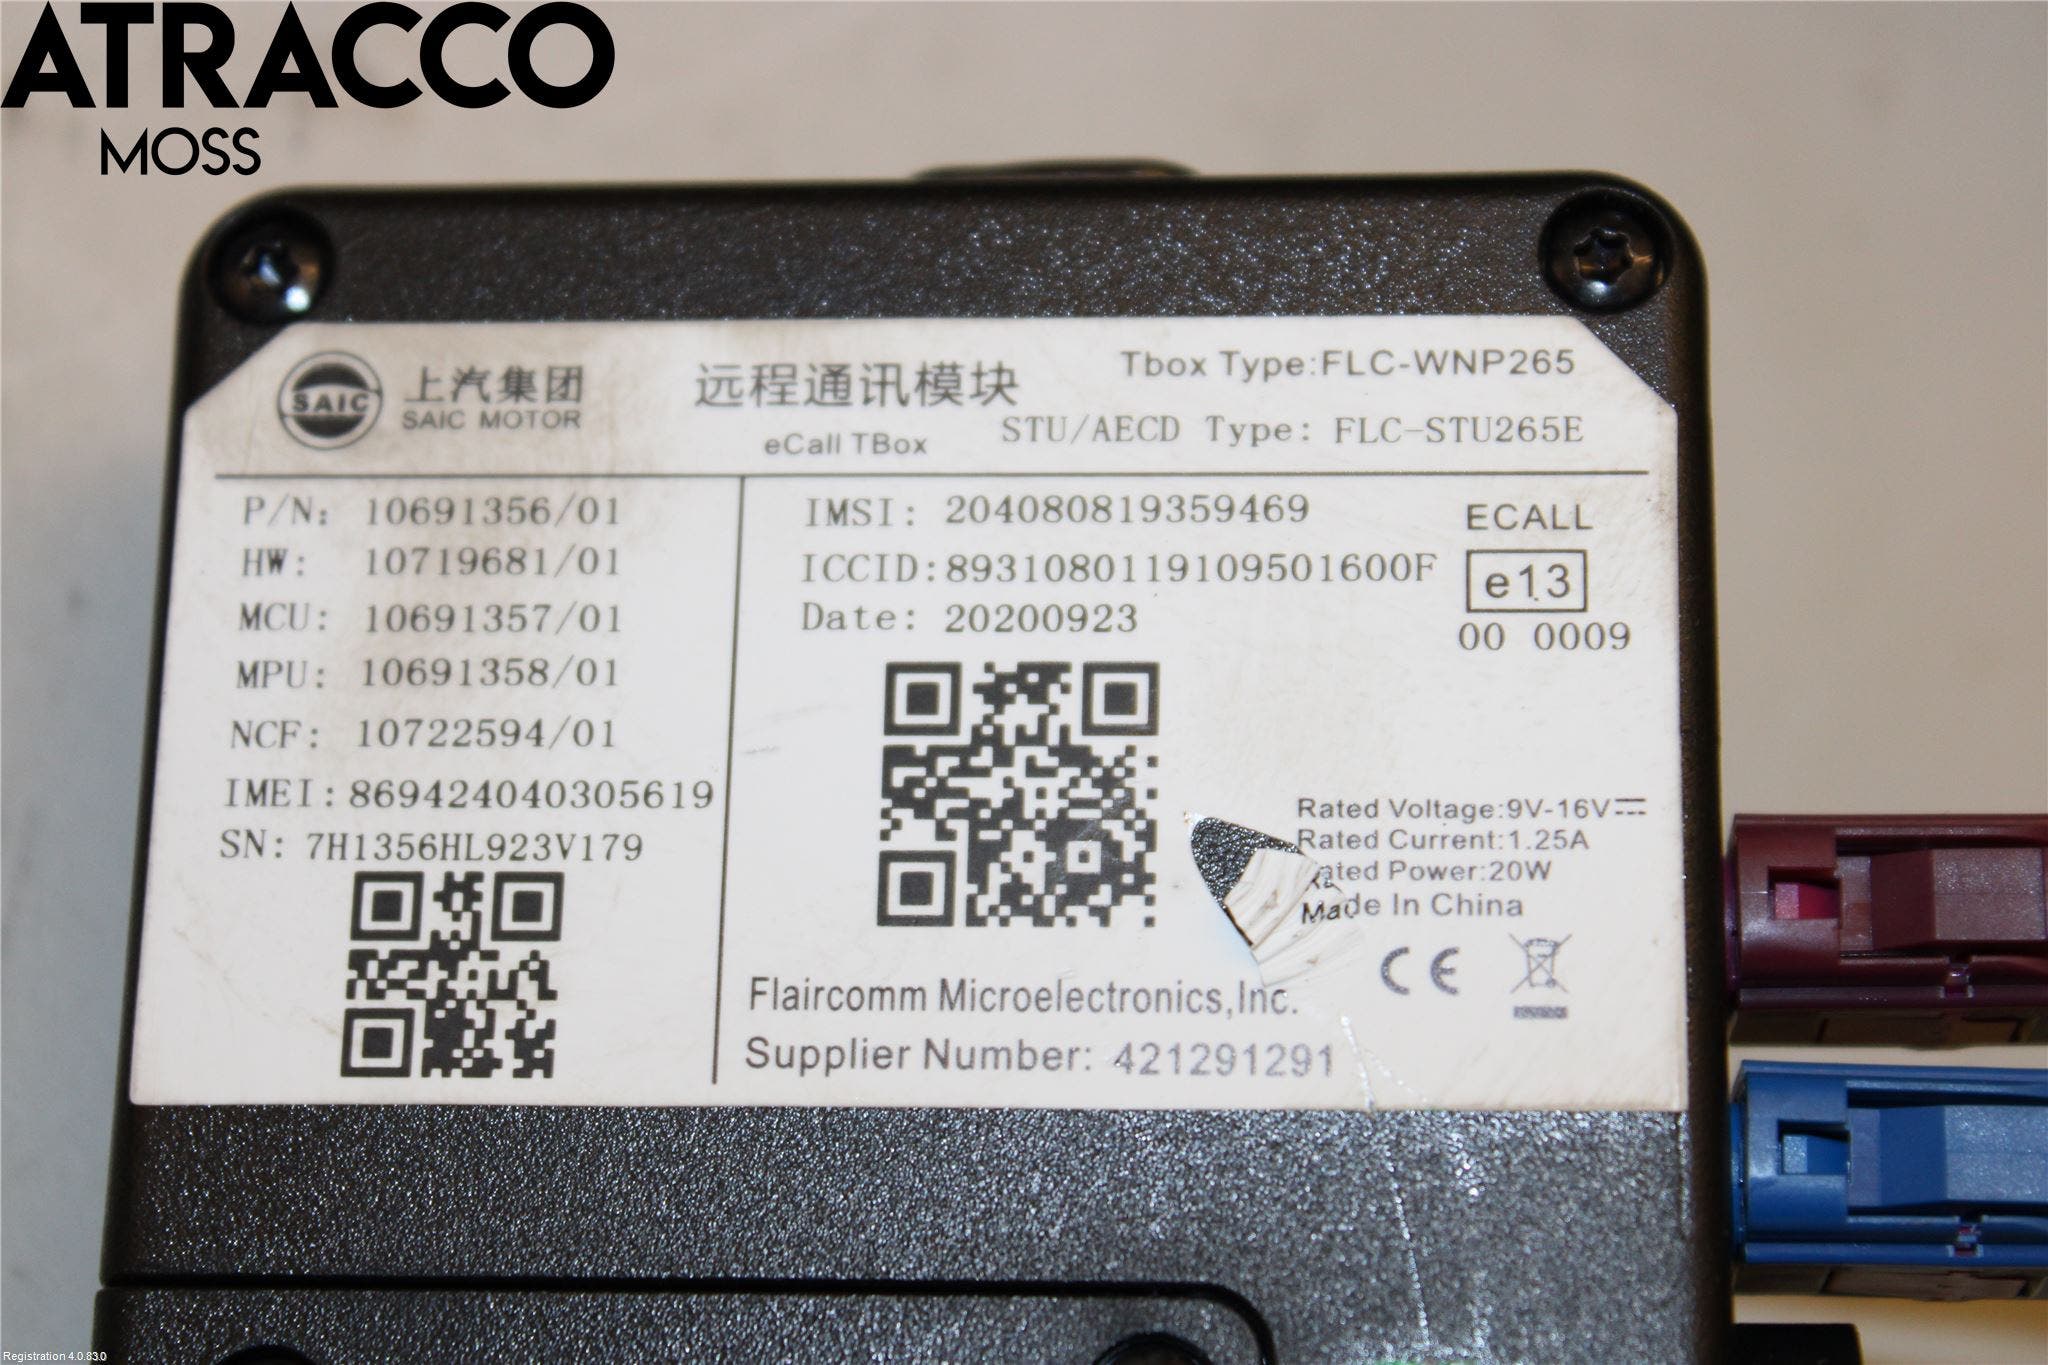 ATRACCO
MOSS
SAIC
上汽集团
SAIC MOTOR
远程通讯模块
eCall TBox
Tbox Type:FLC-WNP265
STU/AECD Type: FLC-STU265E
P/N: 10691356/01
HW: 10719681/01
MCU: 10691357/01
MPU: 10691358/01
NCF: 10722594/01
IMEI:869424040305619
SN: 7H1356HL923V179
IMSI: 204080819359469
ICCID:8931080119109501600F
Date: 20200923
ECALL
e13
00 0009
Rated Voltage:9V-16V
Rated Current:1.25A
Rated Power:20W
Made In China
CE
Flaircomm Microelectronics,Inc.
Supplier Number: 421291291
Registration 4.0.83.0